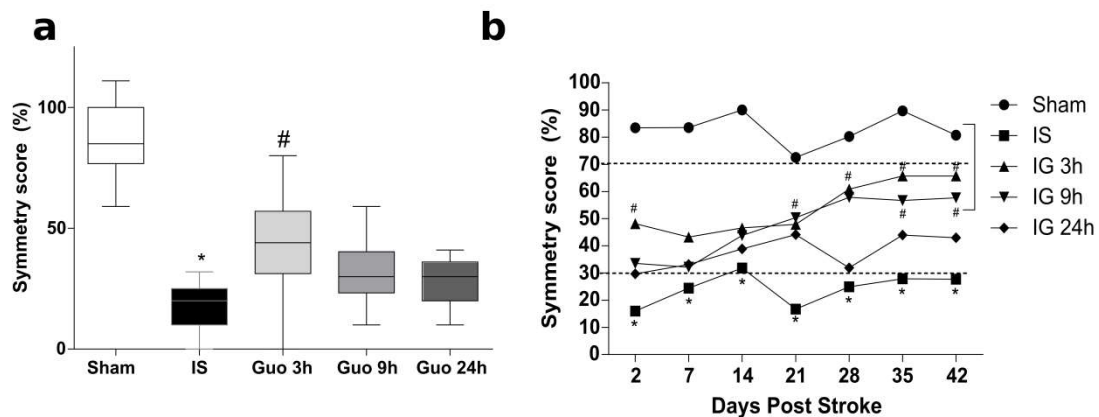 a
Symmetry score (%)
100
50
0
*
#
Sham IS Guo 3h Guo 9h Guo 24h
b
Symmetry score (%)
100
90
80
70
60
50
40
30
20
10
0
# # # # # # #
* * * * * * *
2 7 14 21 28 35 42
Days Post Stroke
Sham
IS
IG 3h
IG 9h
IG 24h